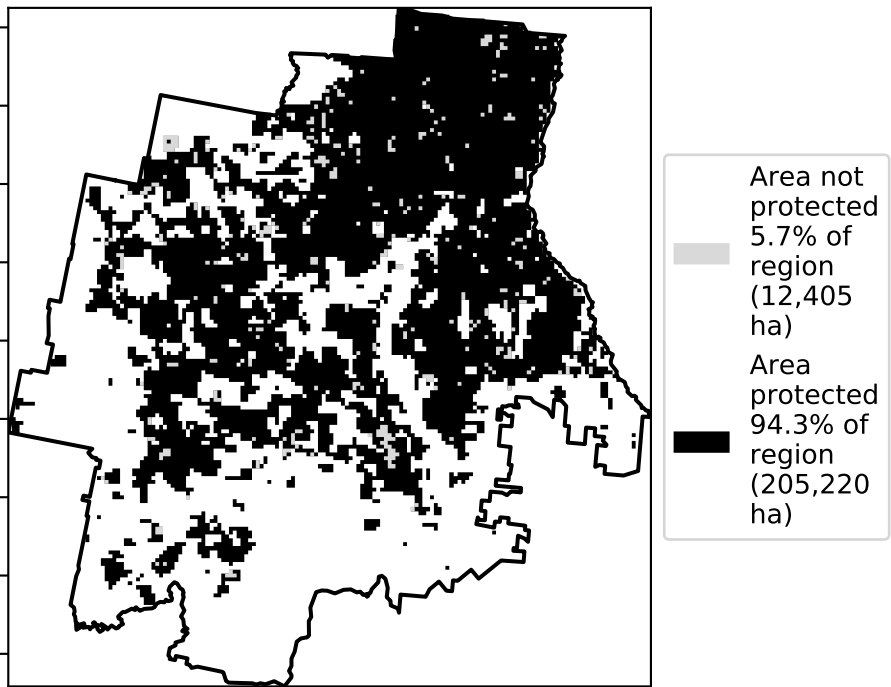 Area not
protected
5.7% of
region
(12,405
ha)
Area
protected
94.3% of
region
(205,220
ha)